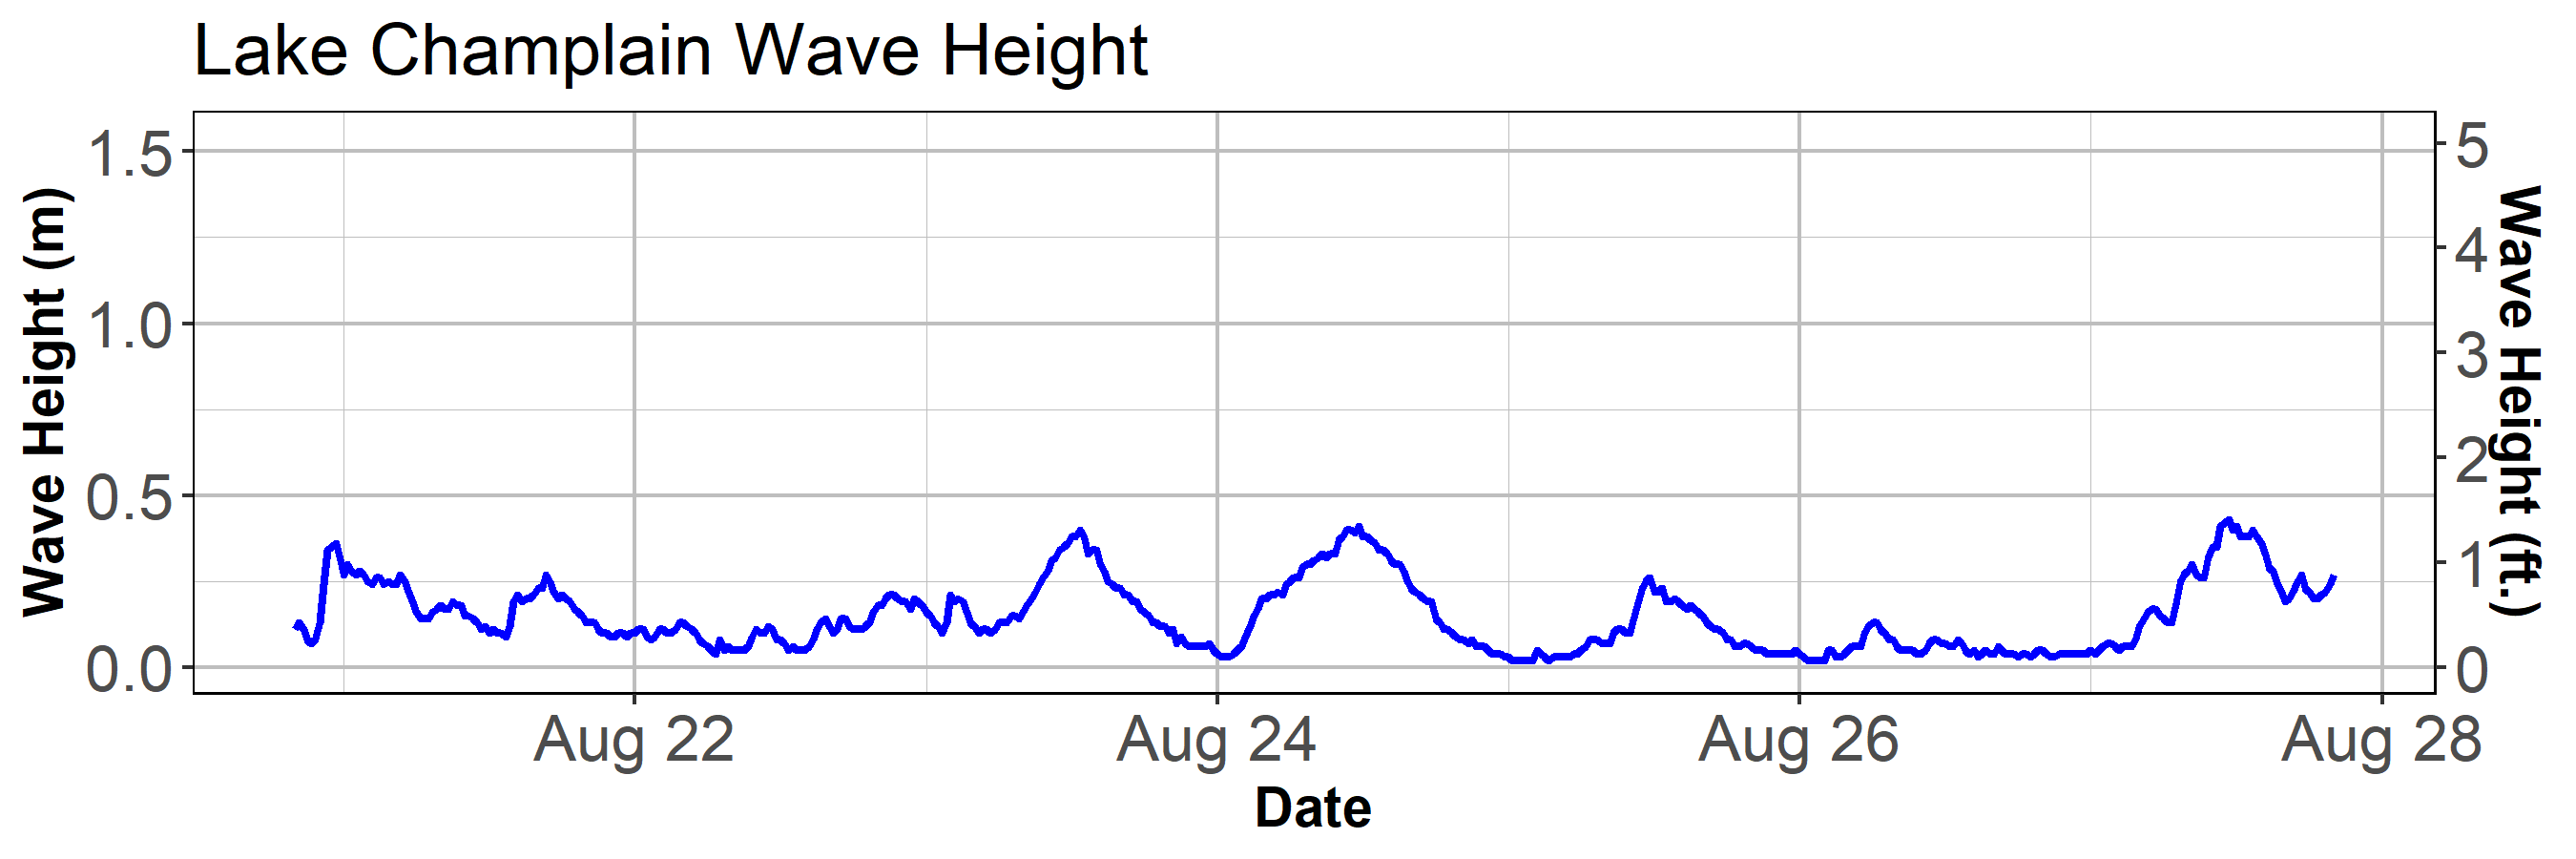 Lake Champlain Wave Height
Wave Height (m)
1.5
1.0
0.5
0.0
5
4
3
2
1
0
Wave Height (ft.)
Aug 22
Aug 24
Aug 26
Aug 28
Date